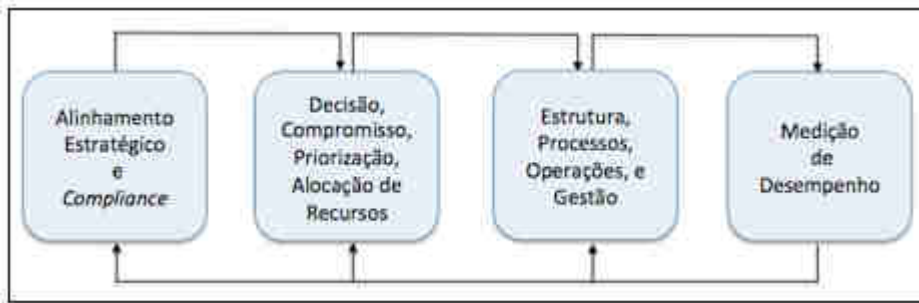 Alinhamento
Estratégico
e
Compliance
Decisão,
Compromisso,
Priorização,
Alocação de
Recursos
Estrutura,
Processos,
Operações, e
Gestão
Medição
de
Desempenho